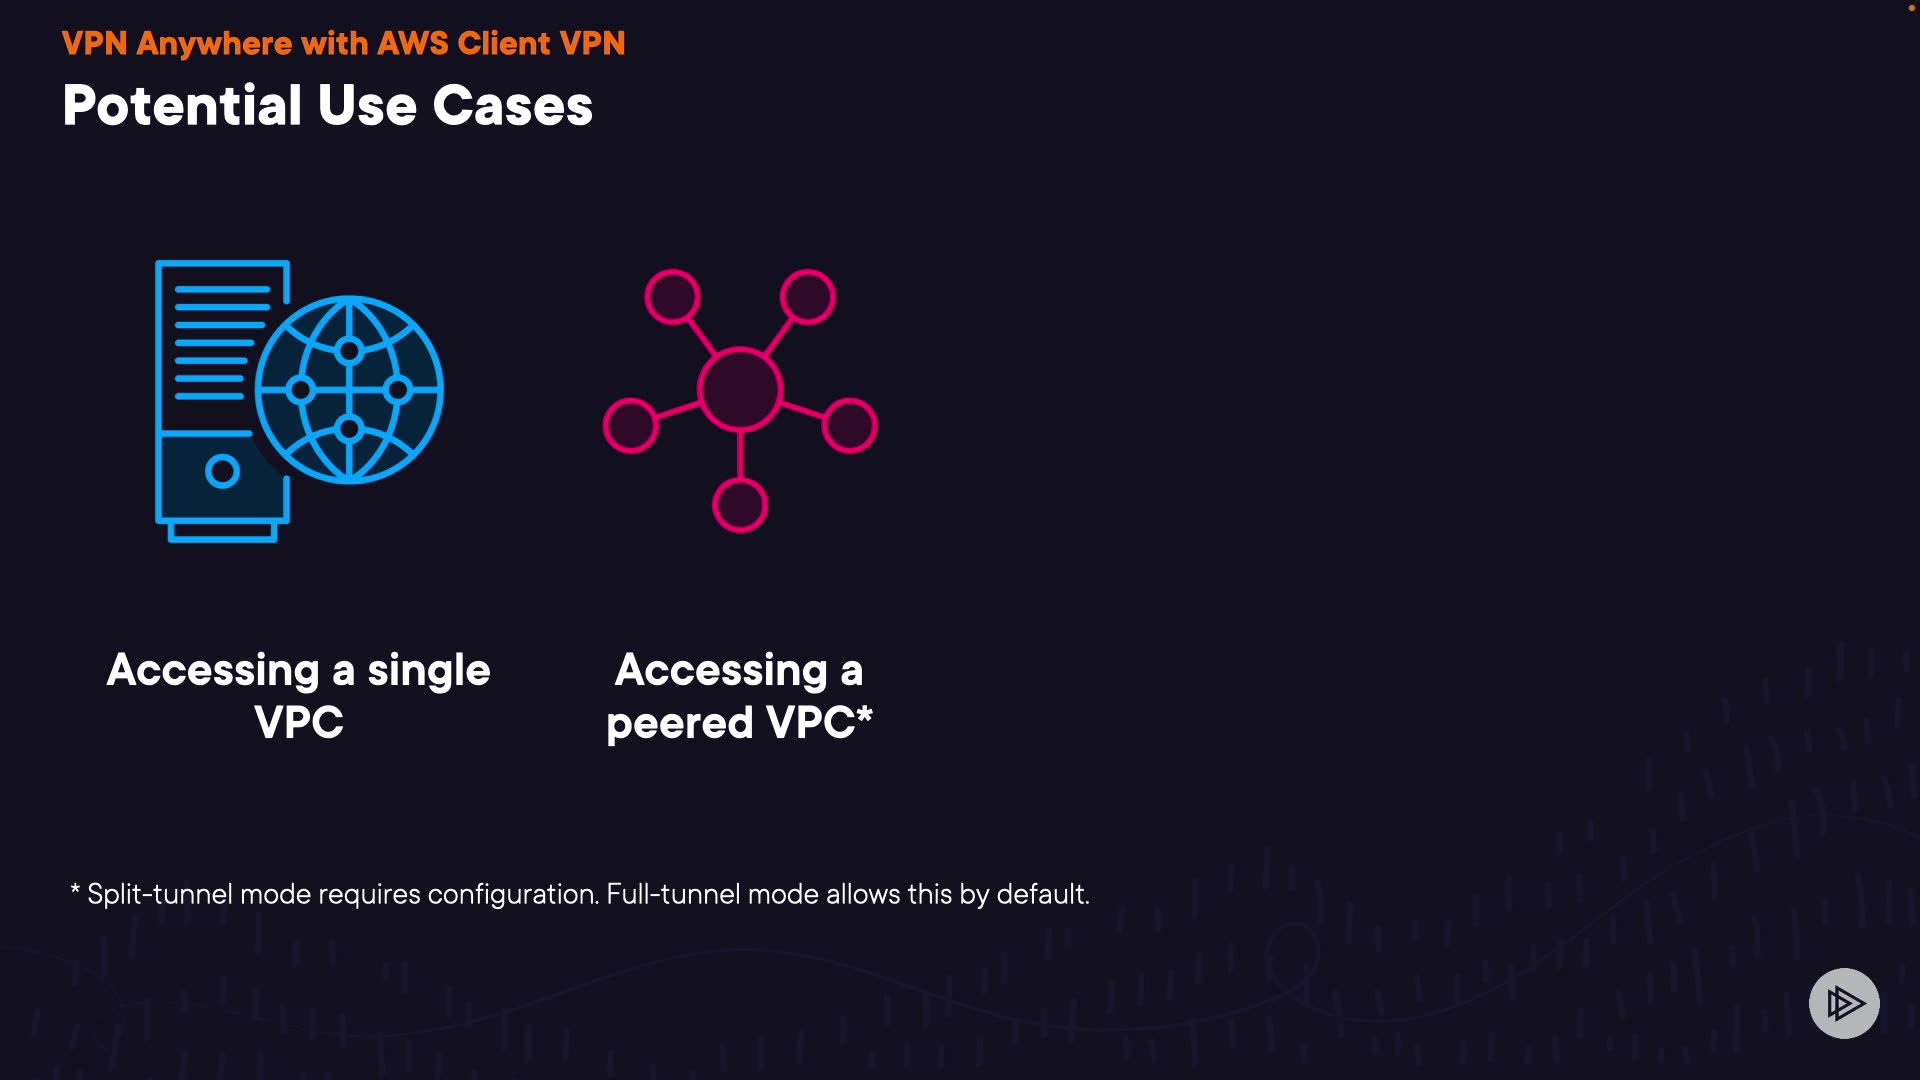 VPN Anywhere with AWS Client VPN
Potential Use Cases
Accessing a single
VPC
Accessing a
peered VPC*
* Split-tunnel mode requires configuration. Full-tunnel mode allows this by default.